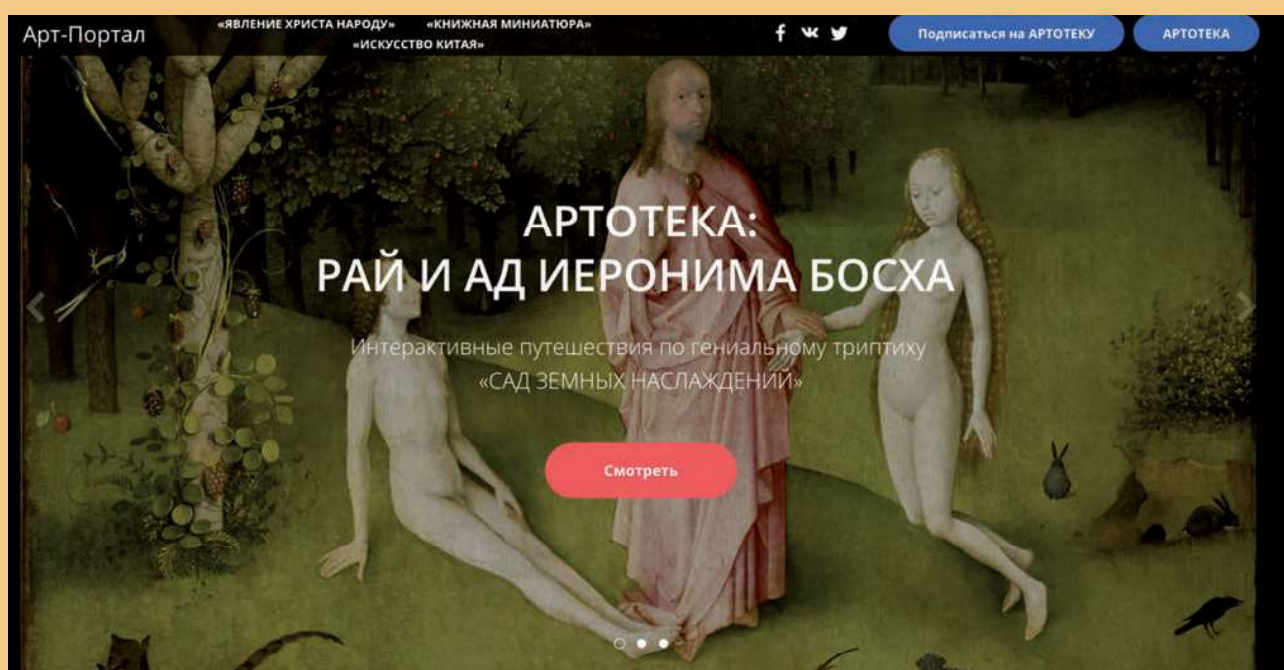 Арт-Портал
«ЯВЛЕНИЕ ХРИСТА НАРОДУ» «КНИЖНАЯ МИНИАТЮРА»
«ИСКУССТВО КИТАЯ»
Подписаться на АРТОТЕКУ
АРТОТЕКА
АРТОТЕКА:
РАЙ И АД ИЕРОНИМА БОСХА
Интерактивные путешествия по гениальному триптиху
«САД ЗЕМНЫХ НАСЛАЖДЕНИЙ»
Смотреть